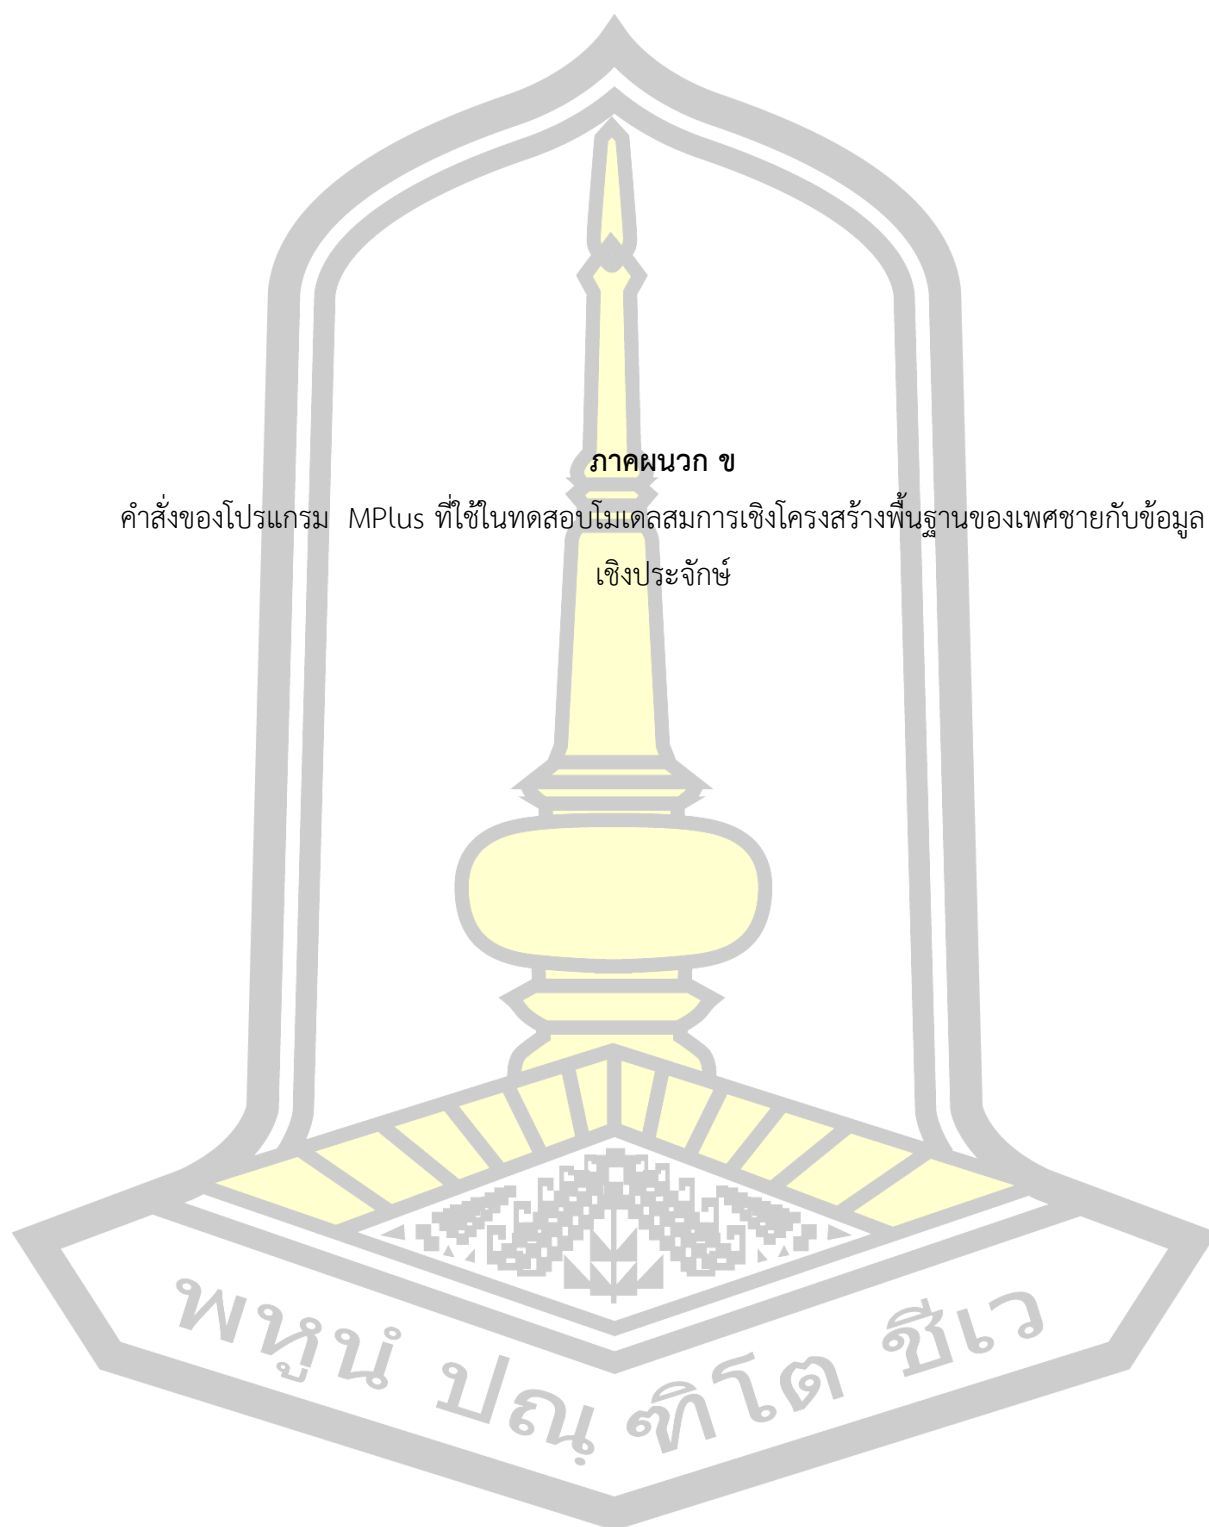 ภาคผนวก ข
คำสั่งของโปรแกรม MPlus ที่ใช้ในทดสอบโมเดลสมการเชิงโครงสร้างพื้นฐานของเพศชายกับข้อมูล
เชิงประจักษ์
พหูนํ ปณฺฑิโต ชีเว